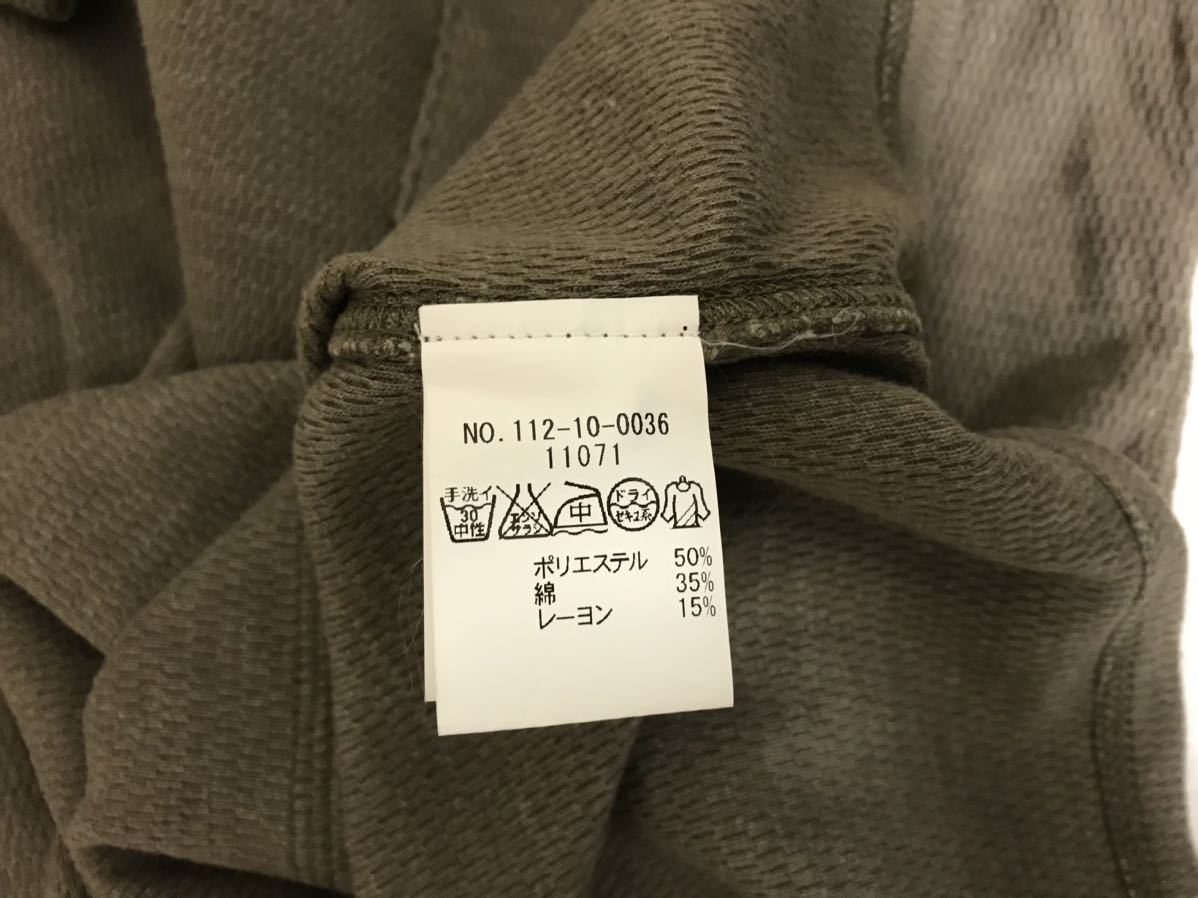 NO. 112-10-0036
11071
手洗イ
30
中性
エンソ
サラシ
中
ドライ
セキユ系
ポリエステル 50%
綿 35%
レーヨン 15%